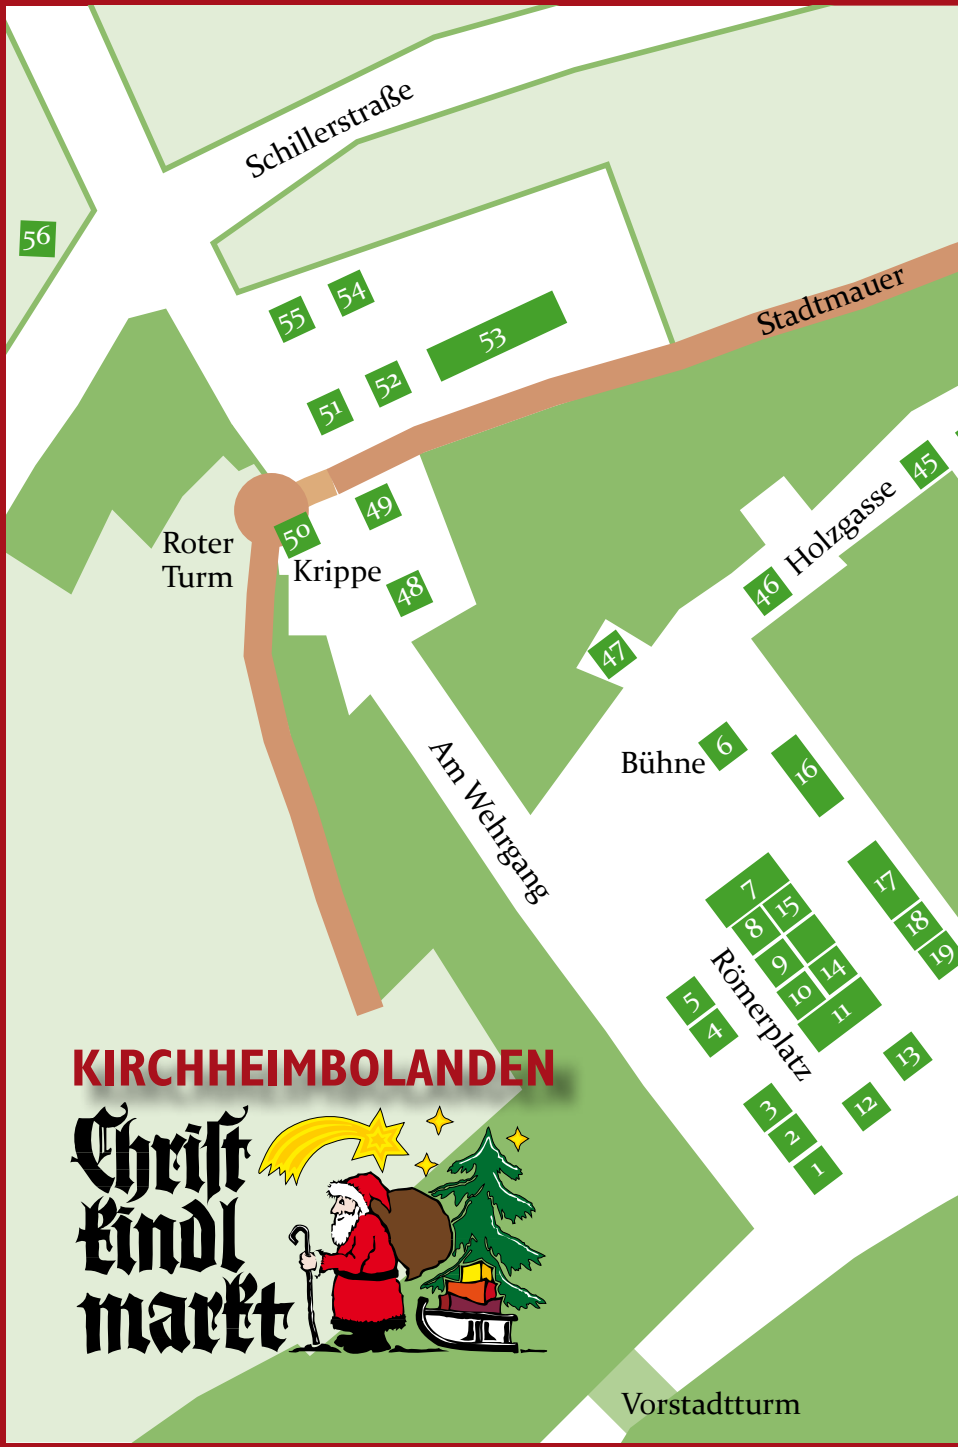 Schillerstraße
56
54
55
53
Stadtmauer
52
51
45
49
Holzgasse
50
Roter
Turm
Krippe
48
46
47
6
Bühne
16
Am Wehrgang
7
17
15
8
18
9
19
14
10
Römerplatz
5
11
4
13
3
12
2
1
KIRCHHEIMBOLANDEN
Christ
kindl
markt
Vorstadtturm